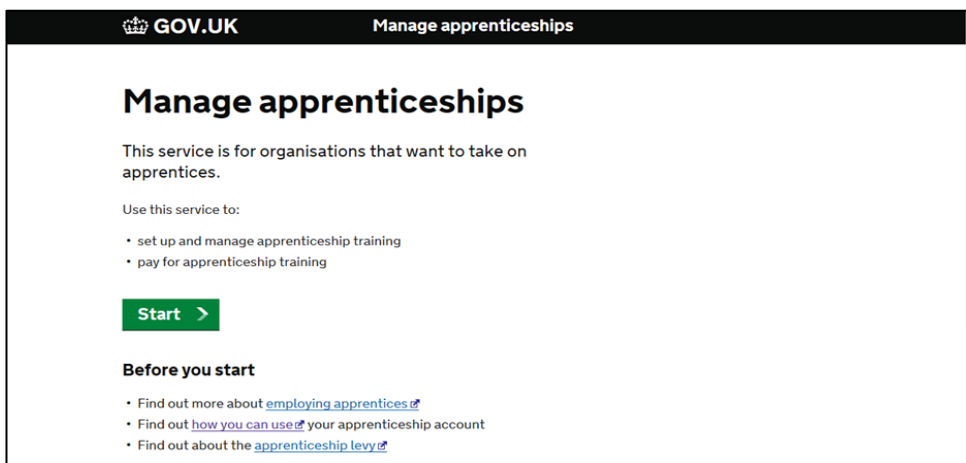 GOV.UK Manage apprenticeships
Manage apprenticeships
This service is for organisations that want to take on
apprentices.
Use this service to:
• set up and manage apprenticeship training
• pay for apprenticeship training
Start
Before you start
• Find out more about employing apprentices
• Find out how you can use your apprenticeship account
• Find out about the apprenticeship levy